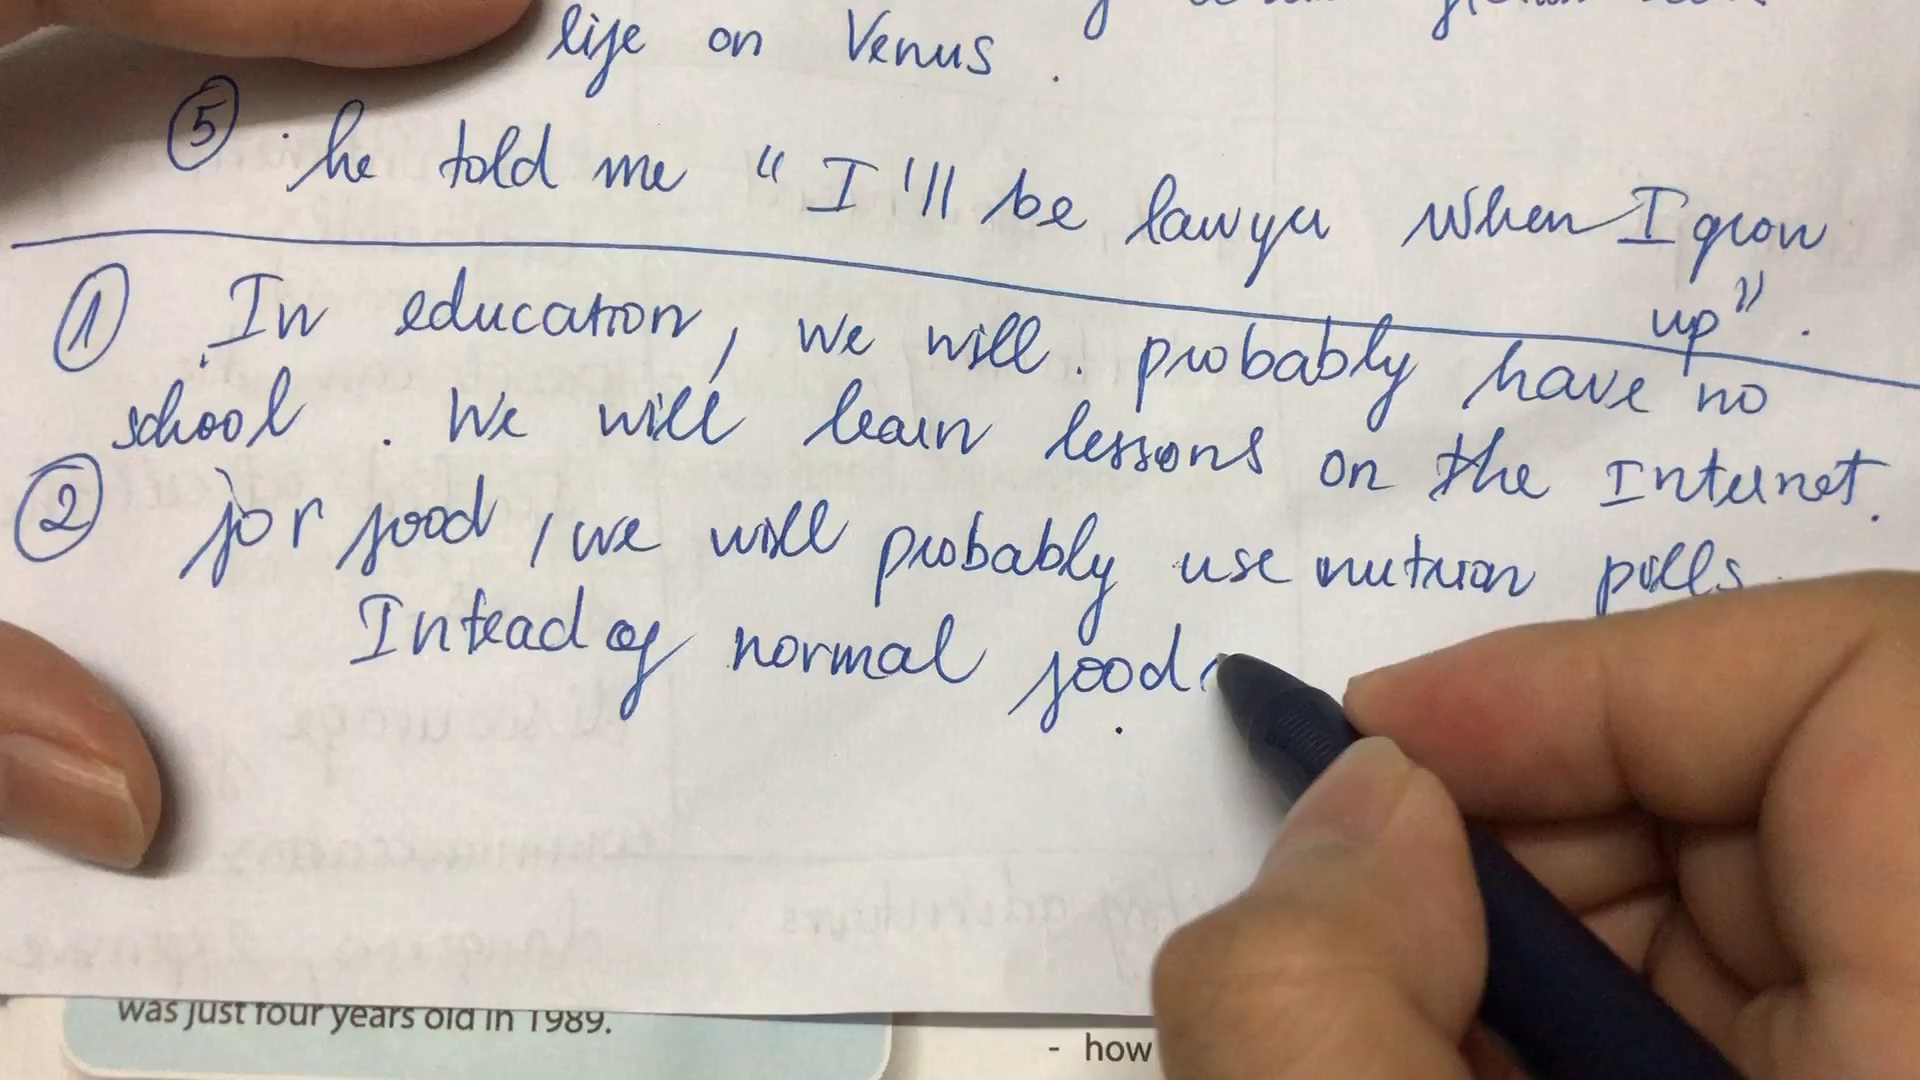 life on Venus.
⑤ he told me "I'll be lawyer when I grow
up".
① In education, we will probably have no
school. We will learn lessons on the Internet.
② for food, we will probably use nutrion pills.
Intead of normal food
was just four years old in 1989.
- how